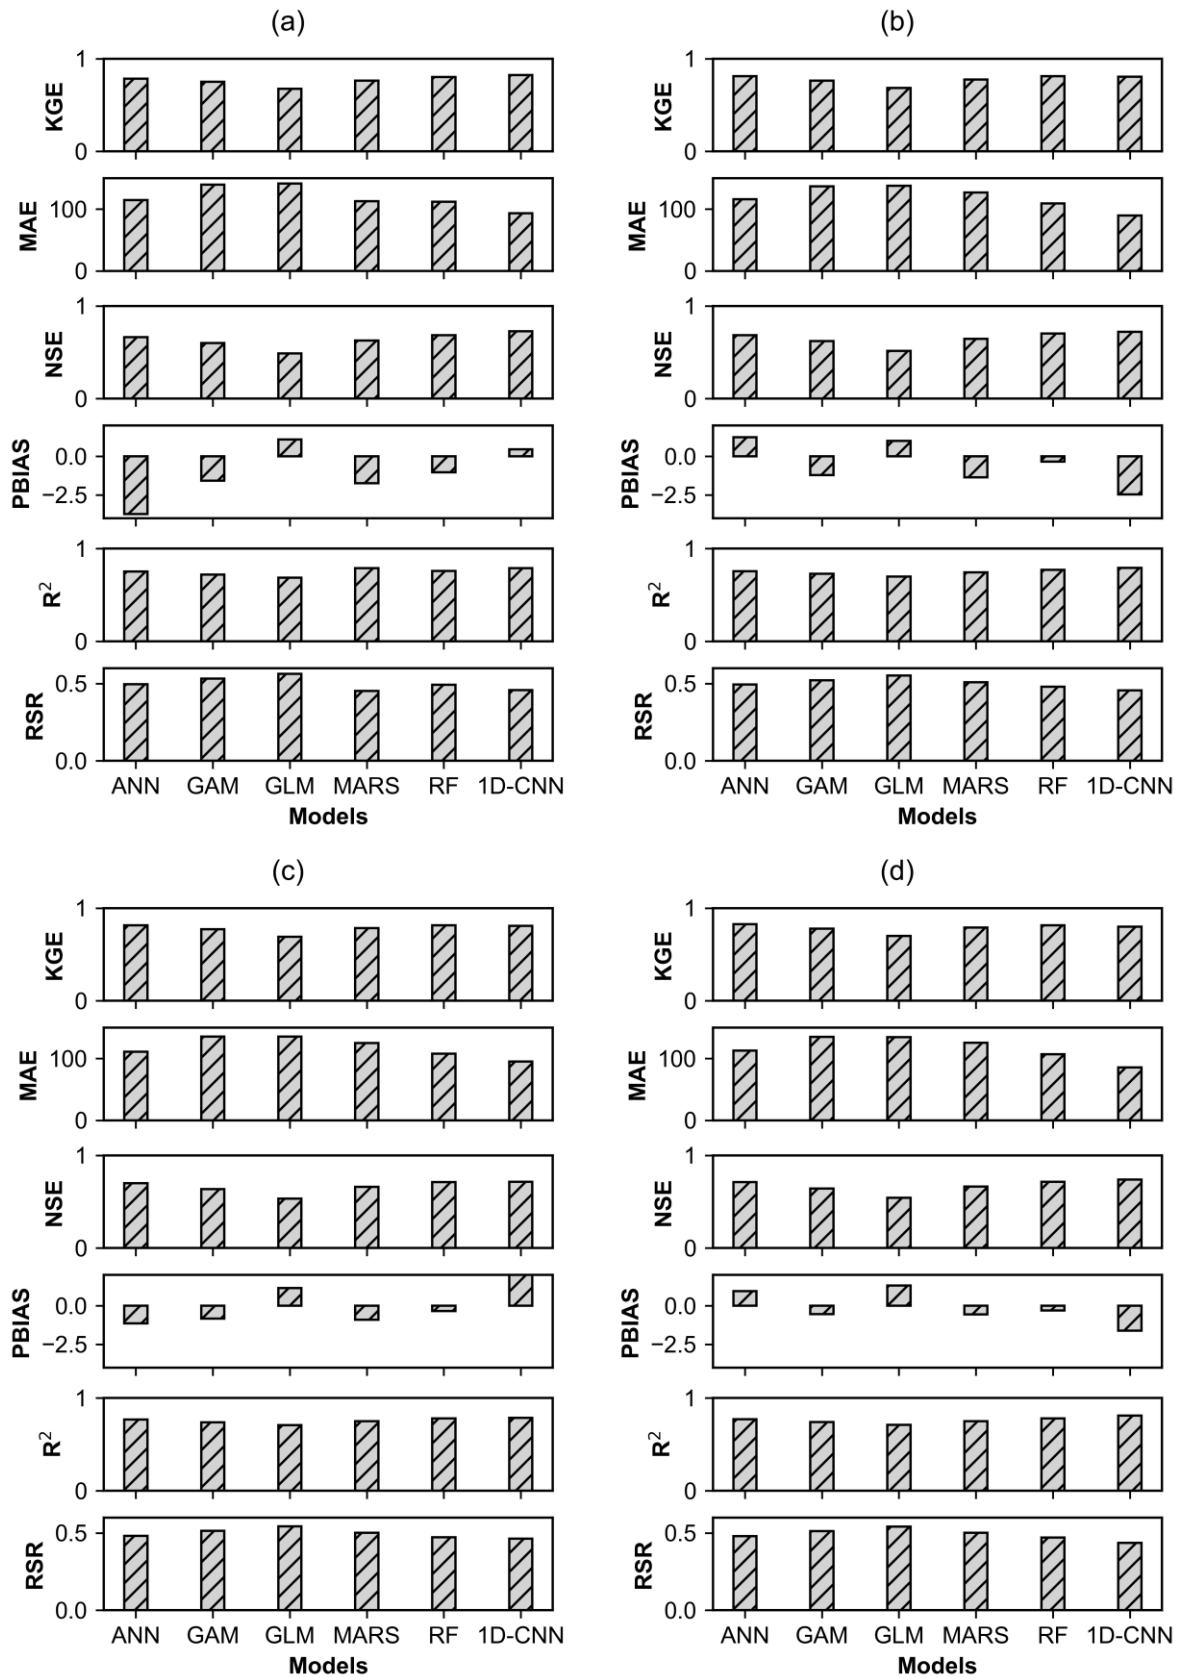 (a)
KGE
1
0
MAE
100
0
NSE
1
0
PBIAS
0.0
−2.5
R²
1
0
RSR
0.5
0.0
ANN GAM GLM MARS RF 1D-CNN
Models
(b)
KGE
1
0
MAE
100
0
NSE
1
0
PBIAS
0.0
−2.5
R²
1
0
RSR
0.5
0.0
ANN GAM GLM MARS RF 1D-CNN
Models
(c)
KGE
1
0
MAE
100
0
NSE
1
0
PBIAS
0.0
−2.5
R²
1
0
RSR
0.5
0.0
ANN GAM GLM MARS RF 1D-CNN
Models
(d)
KGE
1
0
MAE
100
0
NSE
1
0
PBIAS
0.0
−2.5
R²
1
0
RSR
0.5
0.0
ANN GAM GLM MARS RF 1D-CNN
Models